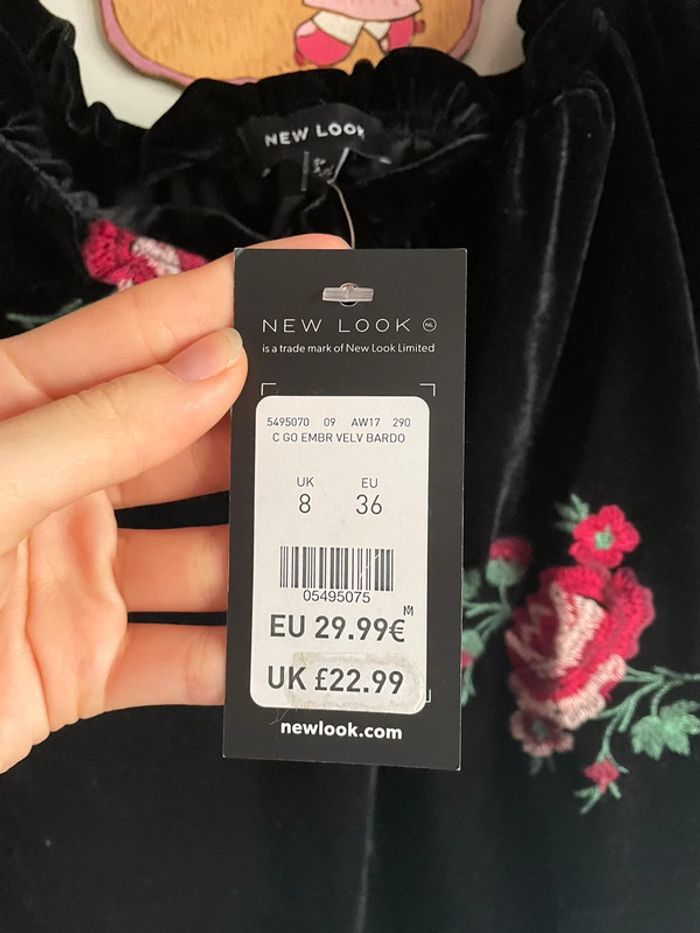 NEW LOOK
NEW LOOK NL
is a trade mark of New Look Limited
5495070 09 AW17 290
C GO EMBR VELV BARDO
UK EU
8 36
05495075
M
EU 29.99€
UK £22.99
newlook.com